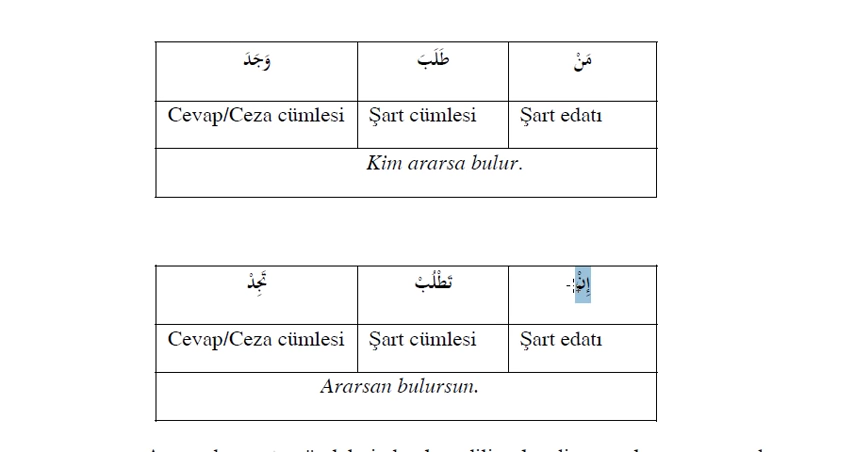 مَنْ طَلَبَ وَجَدَ
Cevap/Ceza cümlesi Şart cümlesi Şart edatı
Kim ararsa bulur.
إِنْ تَطْلُبْ تَجِدْ
Cevap/Ceza cümlesi Şart cümlesi Şart edatı
Ararsan bulursun.